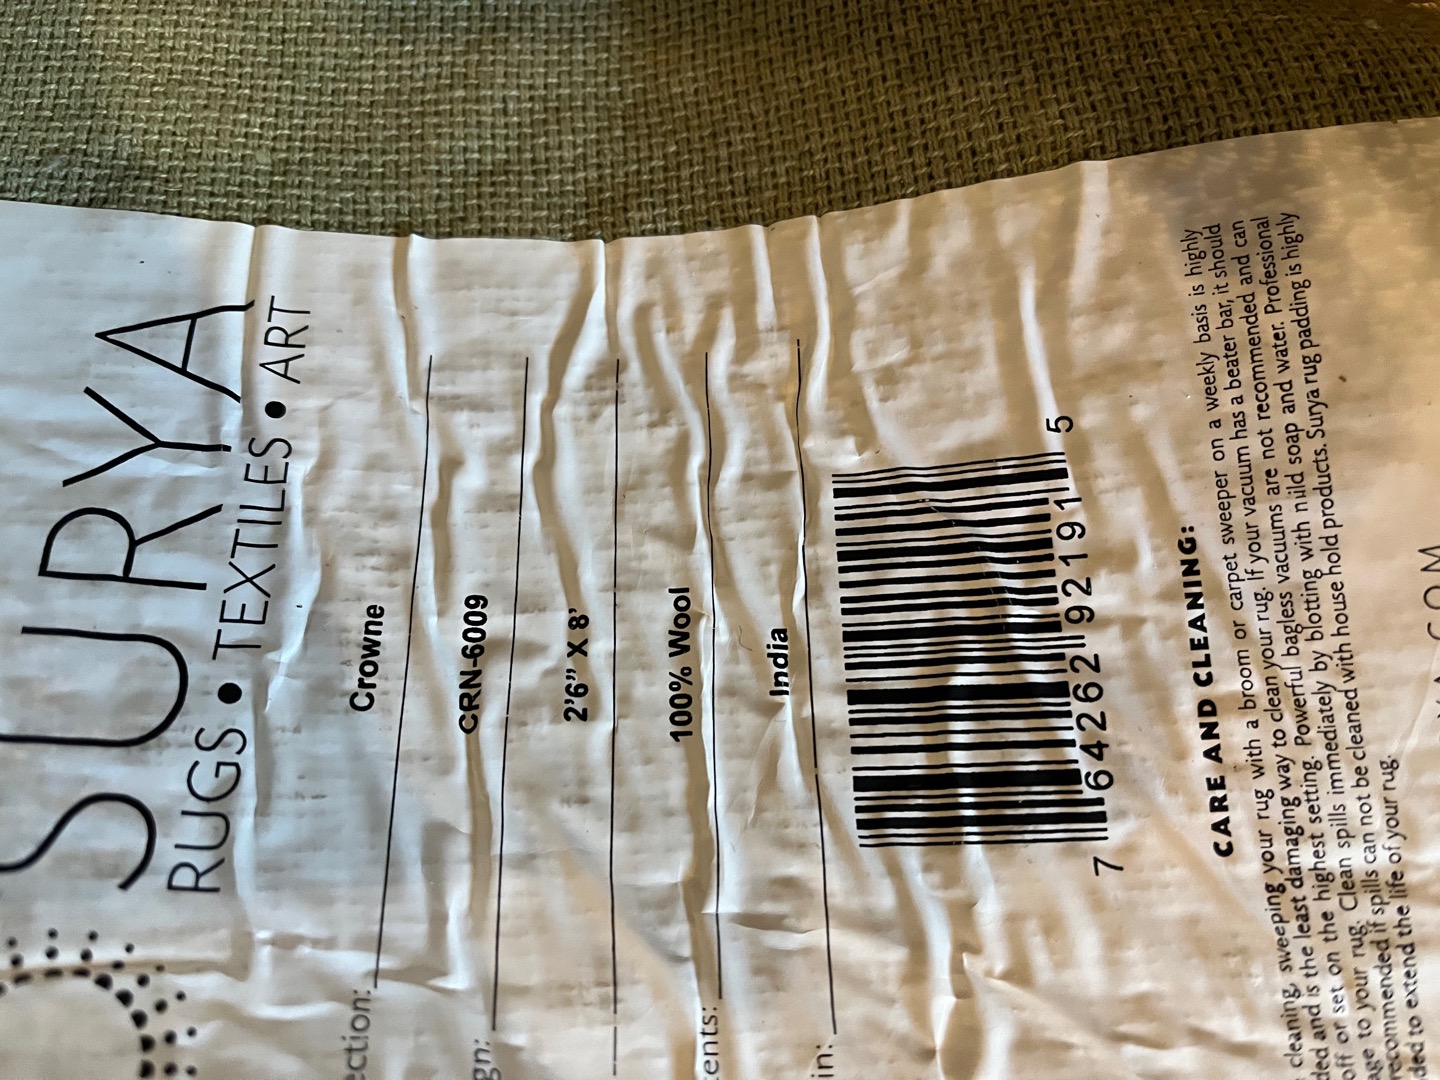 SURYA
RUGS • TEXTILES • ART
ection: Crowne
gn: CRN-6009
2'6" X 8'
ents: 100% Wool
in: India
7 64262 92191 5
CARE AND CLEANING:
cleaning, sweeping your rug with a broom or carpet sweeper on a weekly basis is highly
ded and is the least damaging way to clean your rug. If your vacuum has a beater bar, it should
off or set on the highest setting. Powerful bagless vacuums are not recommended and can
age to your rug. Clean spills immediately by blotting with mild soap and water. Professional
recommended if spills can not be cleaned with house hold products. Surya rug padding is highly
ded to extend the life of your rug.